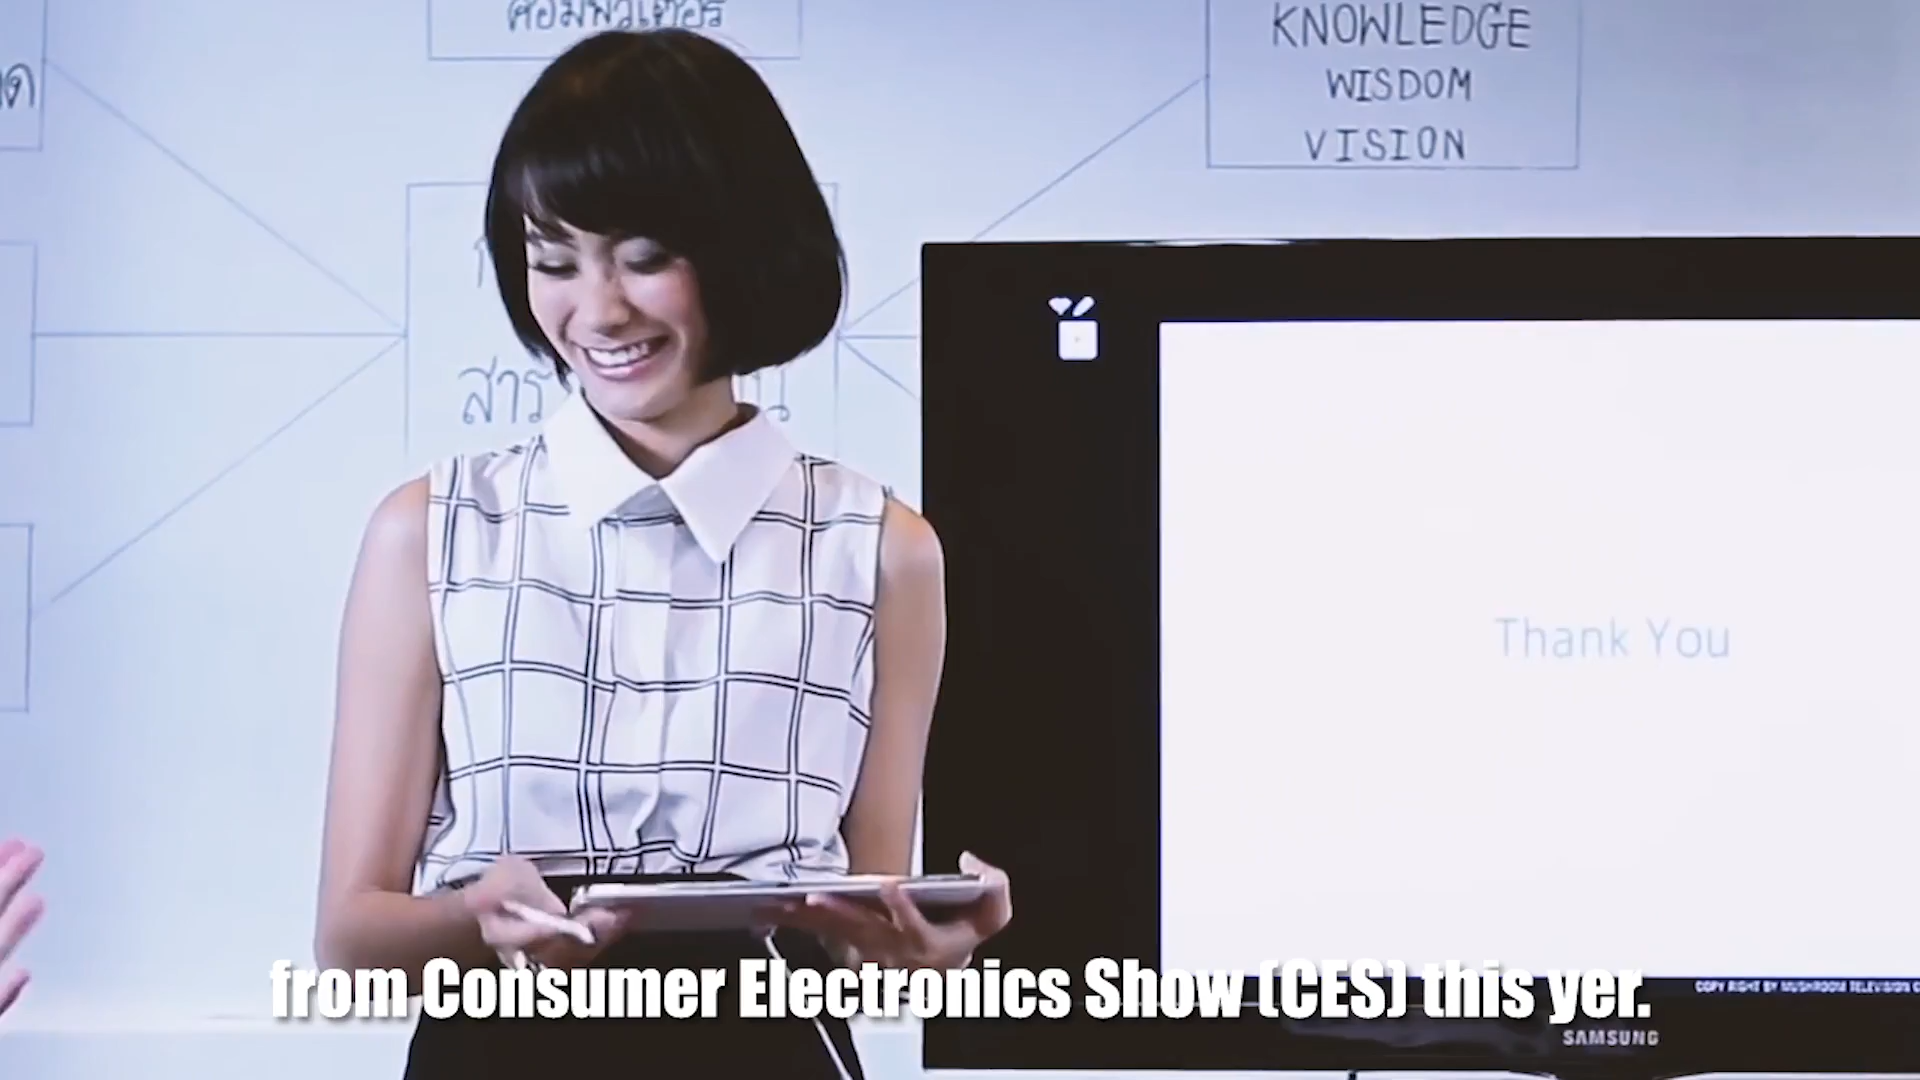 คอมพิวเตอร์
KNOWLEDGE
WISDOM
VISION
สาร
Thank You
from Consumer Electronics Show (CES) this yer.
COPY RIGHT BY MUSHROOM TELEVISION
SAMSUNG